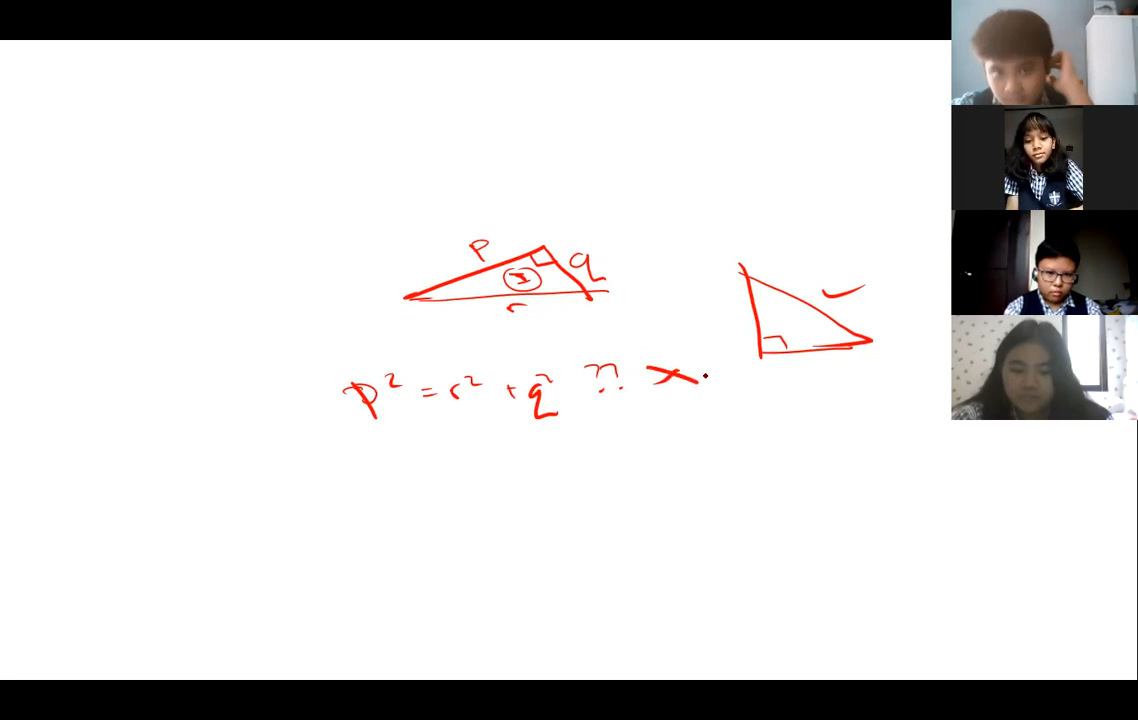 p
q
I
r
p² = r² + q² ??